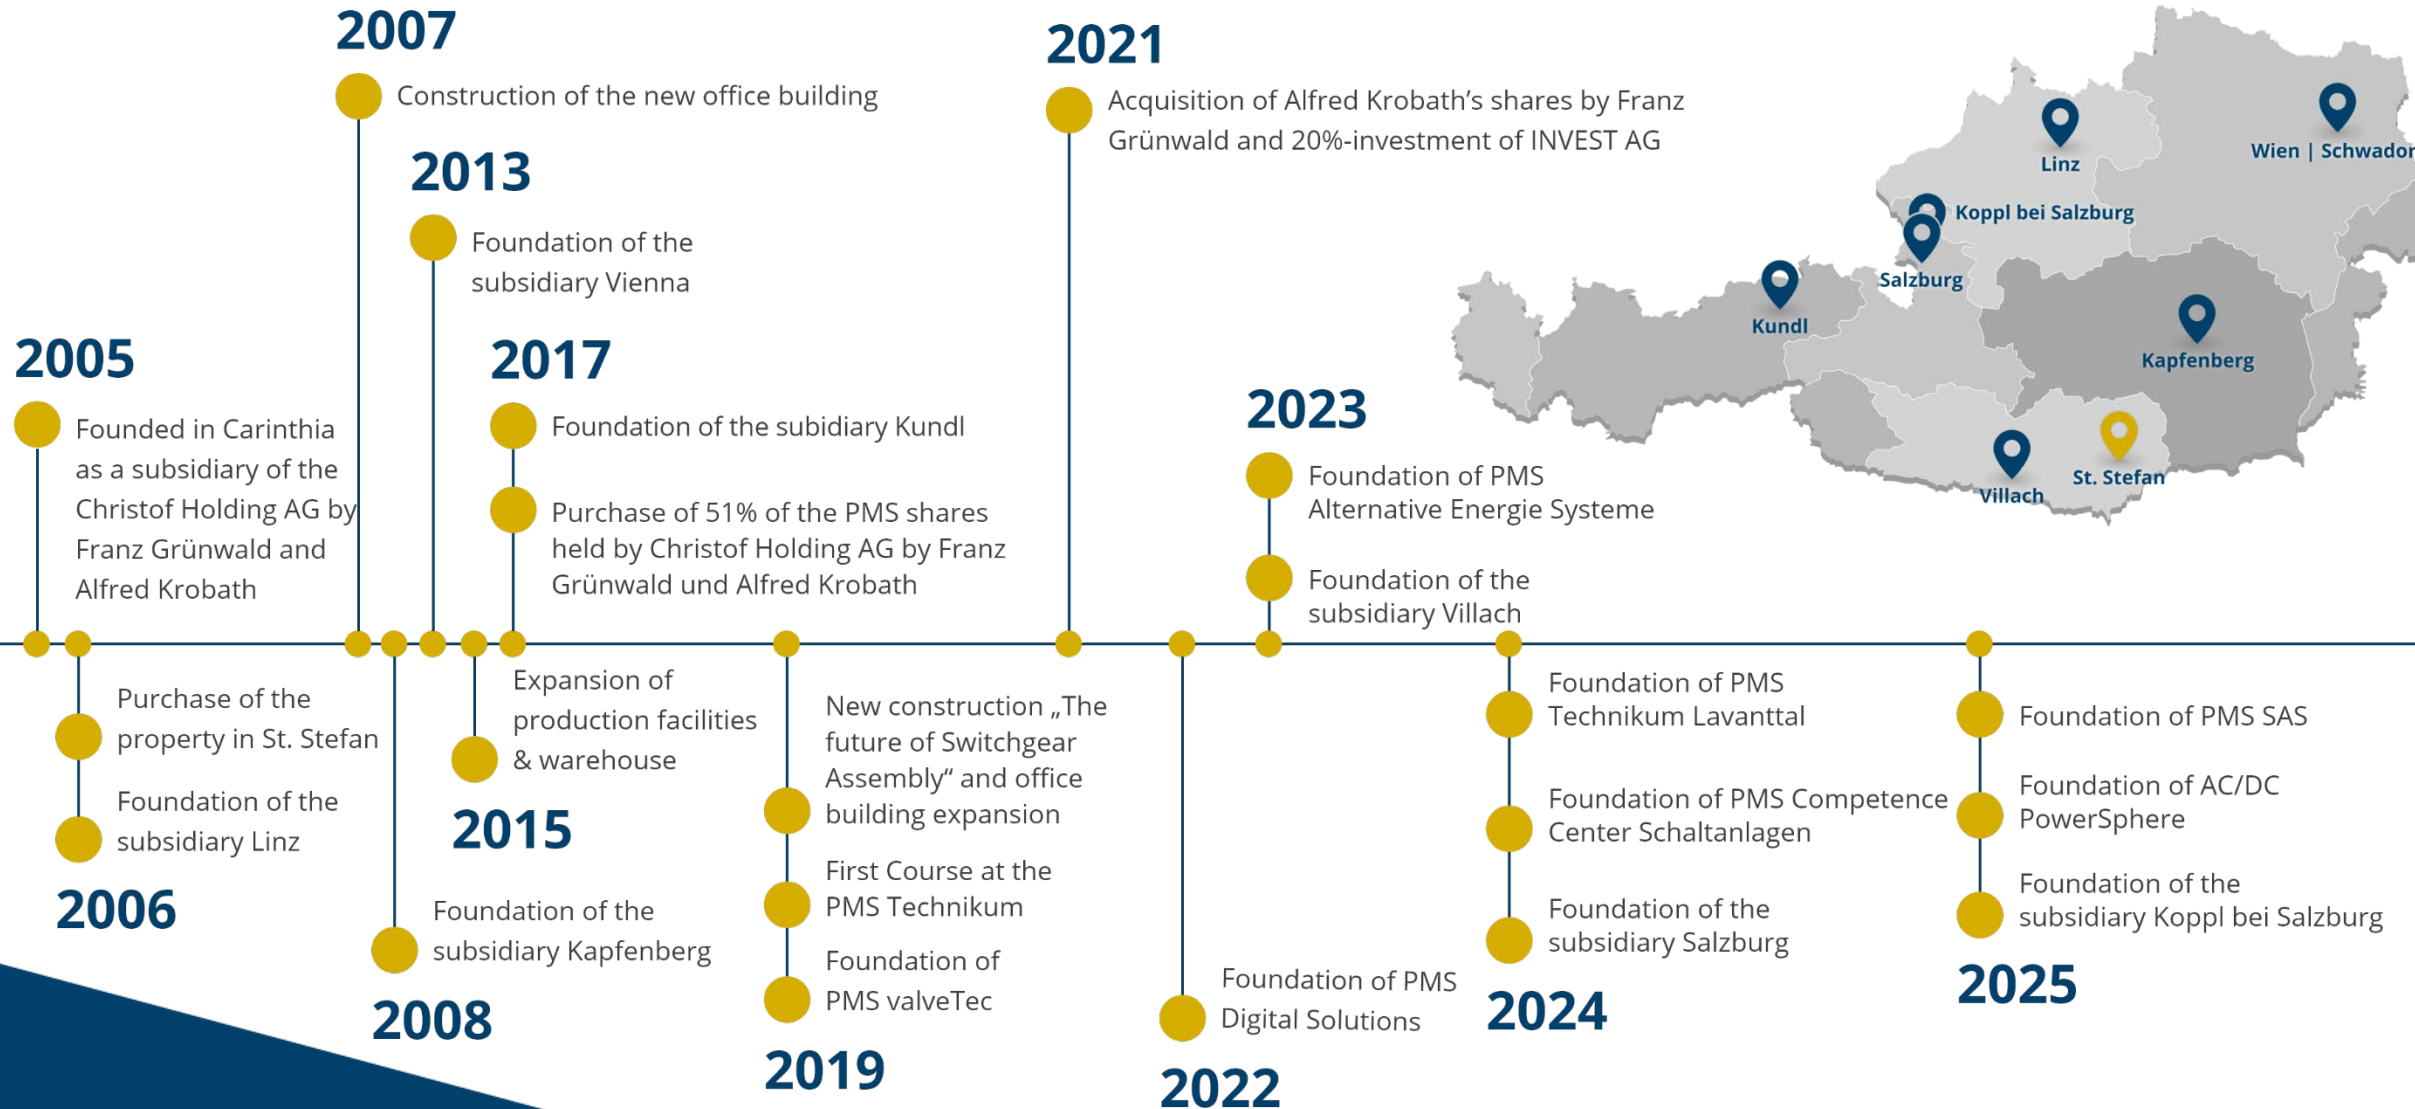 2007
Construction of the new office building
2013
Foundation of the
subsidiary Vienna
2005
Founded in Carinthia
as a subsidiary of the
Christof Holding AG by
Franz Grünwald and
Alfred Krobath
2017
Foundation of the subidiary Kundl
Purchase of 51% of the PMS shares
held by Christof Holding AG by Franz
Grünwald und Alfred Krobath
2021
Acquisition of Alfred Krobath’s shares by Franz
Grünwald and 20%-investment of INVEST AG
2023
Foundation of PMS
Alternative Energie Systeme
Foundation of the
subsidiary Villach
Linz
Wien | Schwador
Koppl bei Salzburg
Salzburg
Kundl
Kapfenberg
St. Stefan
Villach
Purchase of the
property in St. Stefan
Foundation of the
subsidiary Linz
2006
Foundation of the
subsidiary Kapfenberg
2008
Expansion of
production facilities
& warehouse
2015
New construction „The
future of Switchgear
Assembly“ and office
building expansion
First Course at the
PMS Technikum
Foundation of
PMS valveTec
2019
Foundation of PMS
Digital Solutions
2022
Foundation of PMS
Technikum Lavanttal
Foundation of PMS Competence
Center Schaltanlagen
Foundation of the
subsidiary Salzburg
2024
Foundation of PMS SAS
Foundation of AC/DC
PowerSphere
Foundation of the
subsidiary Koppl bei Salzburg
2025